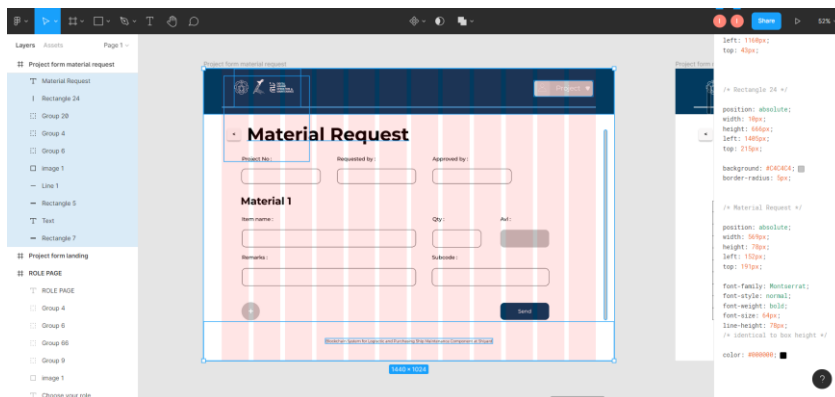 Share
52%
Layers Assets Page 1
Project form material request
Material Request
Rectangle 24
Group 29
Group 4
Group 6
image 1
Line 1
Rectangle 5
Text
Rectangle 7
Project form landing
ROLE PAGE
ROLE PAGE
Group 4
Group 6
Group 66
Group 9
image 1
Choose your role
Project form material request
Project
Material Request
Project No :
Requested by :
Approved by :
Material 1
Item name :
Qty :
Avl :
Remarks :
Subcode :
+
Send
1440 × 1024
Project form
left: 1160px;
top: 45px;
/* Rectangle 24 */
position: absolute;
width: 10px;
height: 666px;
left: 1405px;
top: 215px;
background: #C4C4C4;
border-radius: 5px;
/* Material Request */
position: absolute;
width: 569px;
height: 78px;
left: 152px;
top: 191px;
font-family: Montserrat;
font-style: normal;
font-weight: bold;
font-size: 64px;
line-height: 78px;
/* identical to box height */
color: #000000;
?